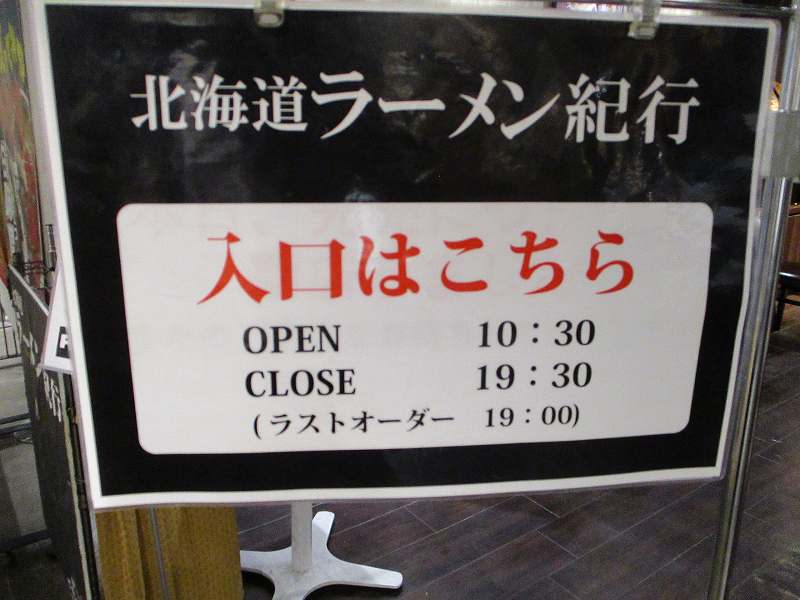 北海道ラーメン紀行
入口はこちら
OPEN 10：30
CLOSE 19：30
(ラストオーダー 19：00)